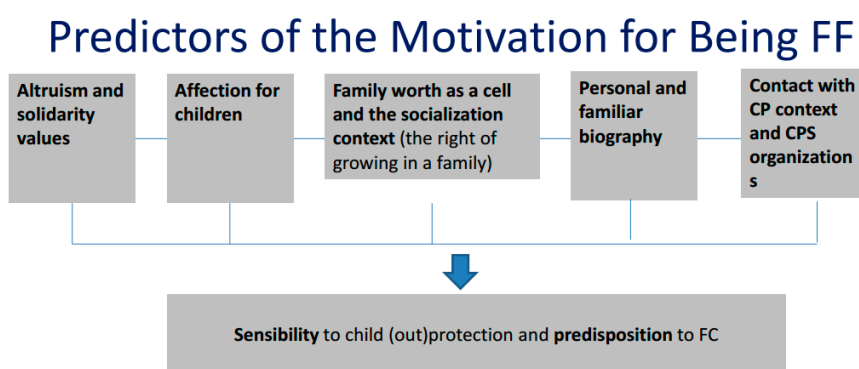 Predictors of the Motivation for Being FF
Altruism and
solidarity
values
Affection for
children
Family worth as a cell
and the socialization
context (the right of
growing in a family)
Personal and
familiar
biography
Contact with
CP context
and CPS
organization
s
Sensibility to child (out)protection and predisposition to FC